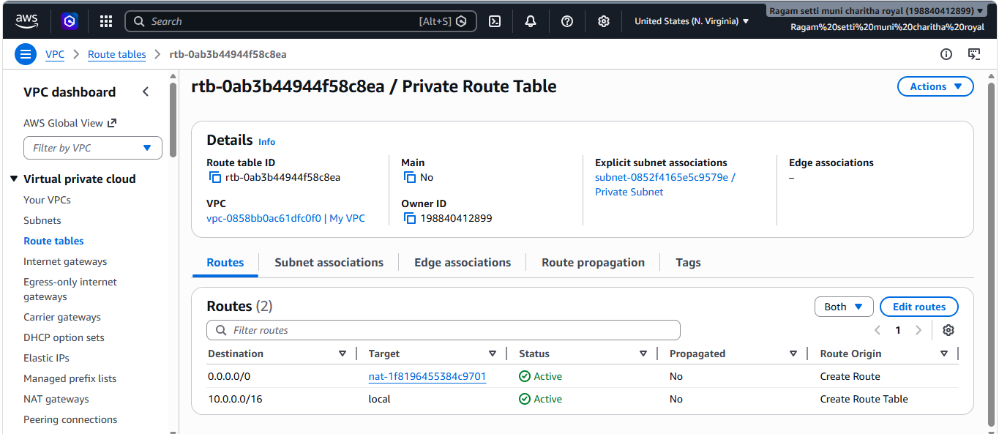 aws
Search
[Alt+S]
United States (N. Virginia)
Ragam setti muni charitha royal (198840412899)
Ragam%20setti%20muni%20charitha%20royal
VPC
Route tables
rtb-0ab3b44944f58c8ea
VPC dashboard
AWS Global View
Filter by VPC
Virtual private cloud
Your VPCs
Subnets
Route tables
Internet gateways
Egress-only internet
gateways
Carrier gateways
DHCP option sets
Elastic IPs
Managed prefix lists
NAT gateways
Peering connections
rtb-0ab3b44944f58c8ea / Private Route Table
Actions
Details Info
Route table ID
rtb-0ab3b44944f58c8ea
VPC
vpc-0858bb0ac61dfc0f0 | My VPC
Main
No
Owner ID
198840412899
Explicit subnet associations
subnet-0852f4165e5c9579e /
Private Subnet
Edge associations
–
Routes Subnet associations Edge associations Route propagation Tags
Routes (2)
Both
Edit routes
Filter routes
1
Destination Target Status Propagated Route Origin
0.0.0.0/0 nat-1f8196455384c9701 Active No Create Route
10.0.0.0/16 local Active No Create Route Table